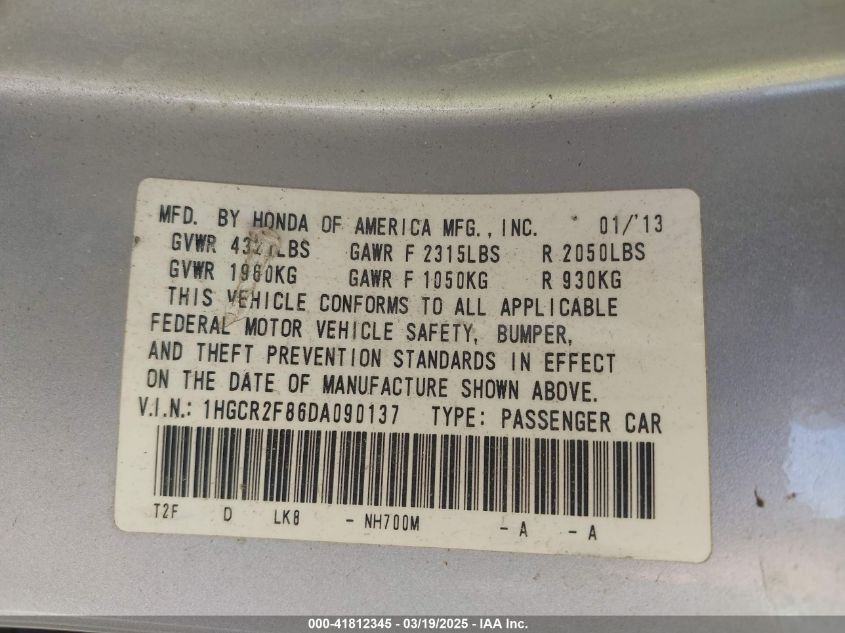 MFD. BY HONDA OF AMERICA MFG., INC. 01/'13
GVWR 4321LBS GAWR F 2315LBS R 2050LBS
GVWR 1960KG GAWR F 1050KG R 930KG
THIS VEHICLE CONFORMS TO ALL APPLICABLE
FEDERAL MOTOR VEHICLE SAFETY, BUMPER,
AND THEFT PREVENTION STANDARDS IN EFFECT
ON THE DATE OF MANUFACTURE SHOWN ABOVE.
V.I.N.: 1HGCR2F86DA090137 TYPE: PASSENGER CAR
T2F D LK8 - NH700M - A - A
000-41812345 - 03/19/2025 - IAA Inc.